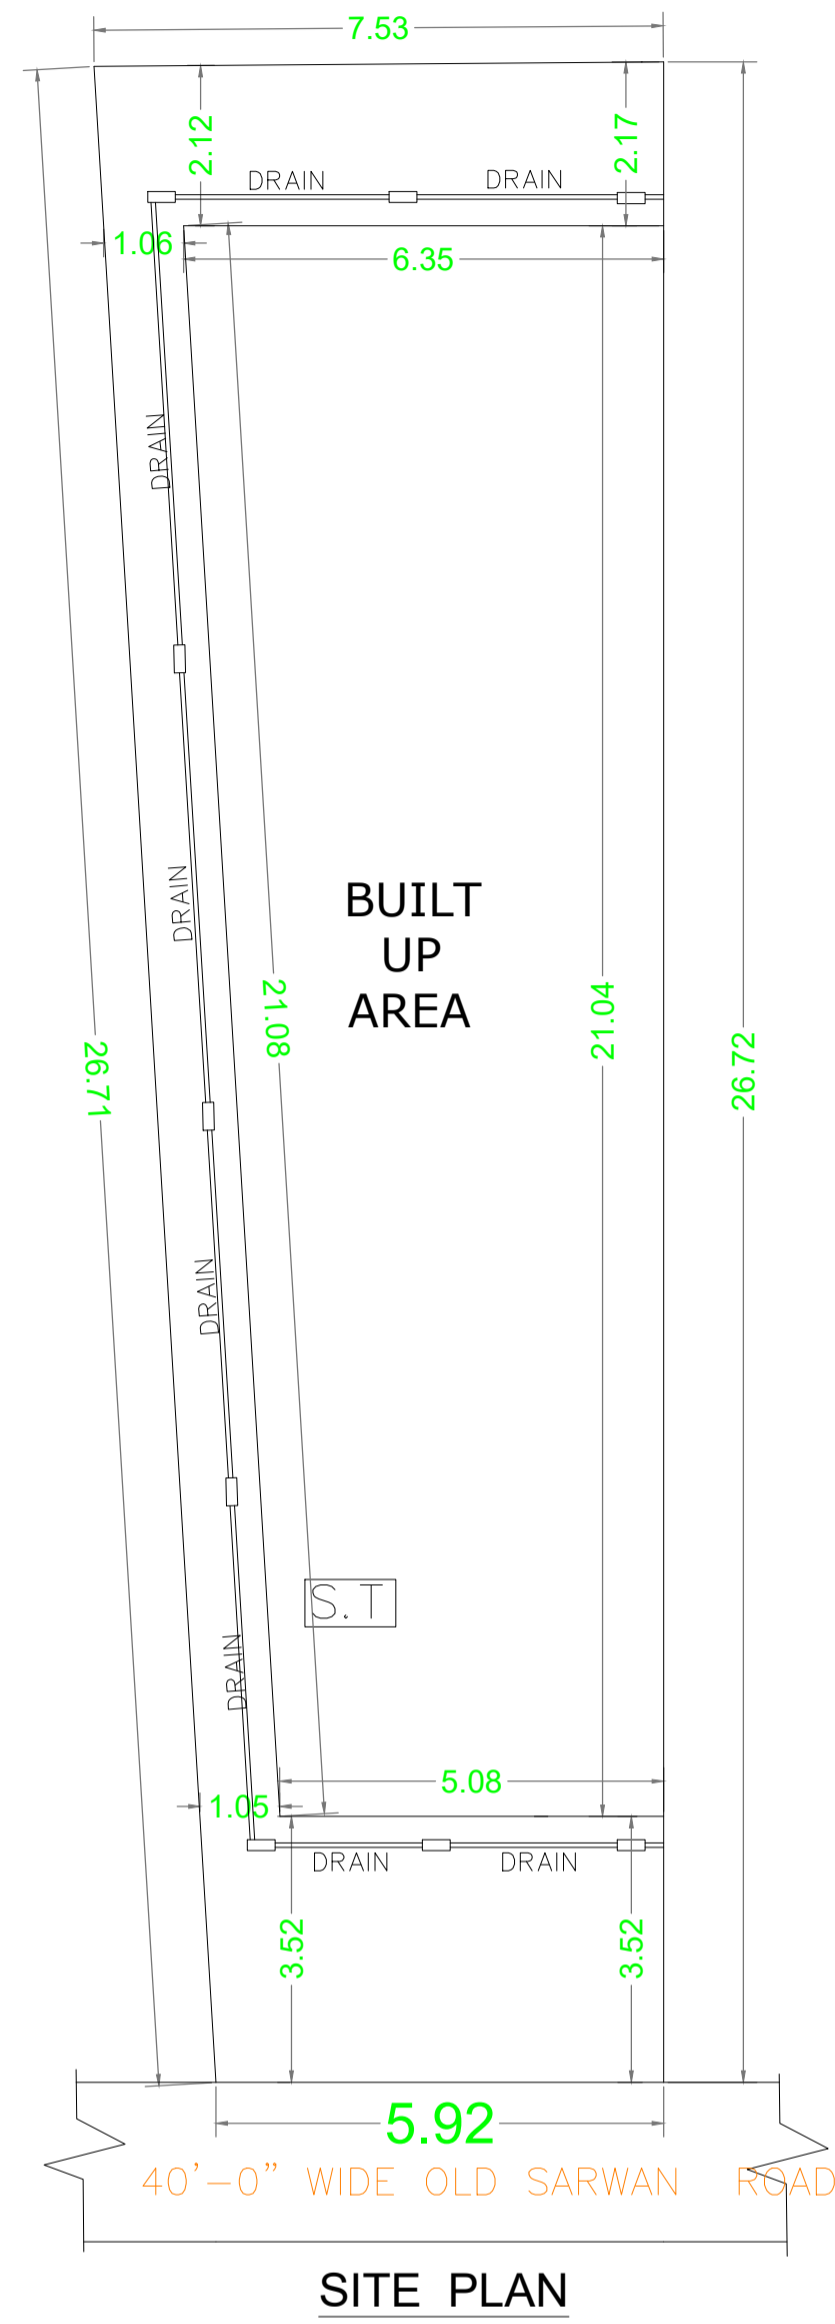 7.53
2.12
2.17
DRAIN
DRAIN
1.06
6.35
DRAIN
DRAIN
BUILT
UP
AREA
21.08
21.04
26.71
26.72
DRAIN
S.T
DRAIN
5.08
1.05
DRAIN
DRAIN
3.52
3.52
5.92
40'-0" WIDE OLD SARWAN ROAD
SITE PLAN